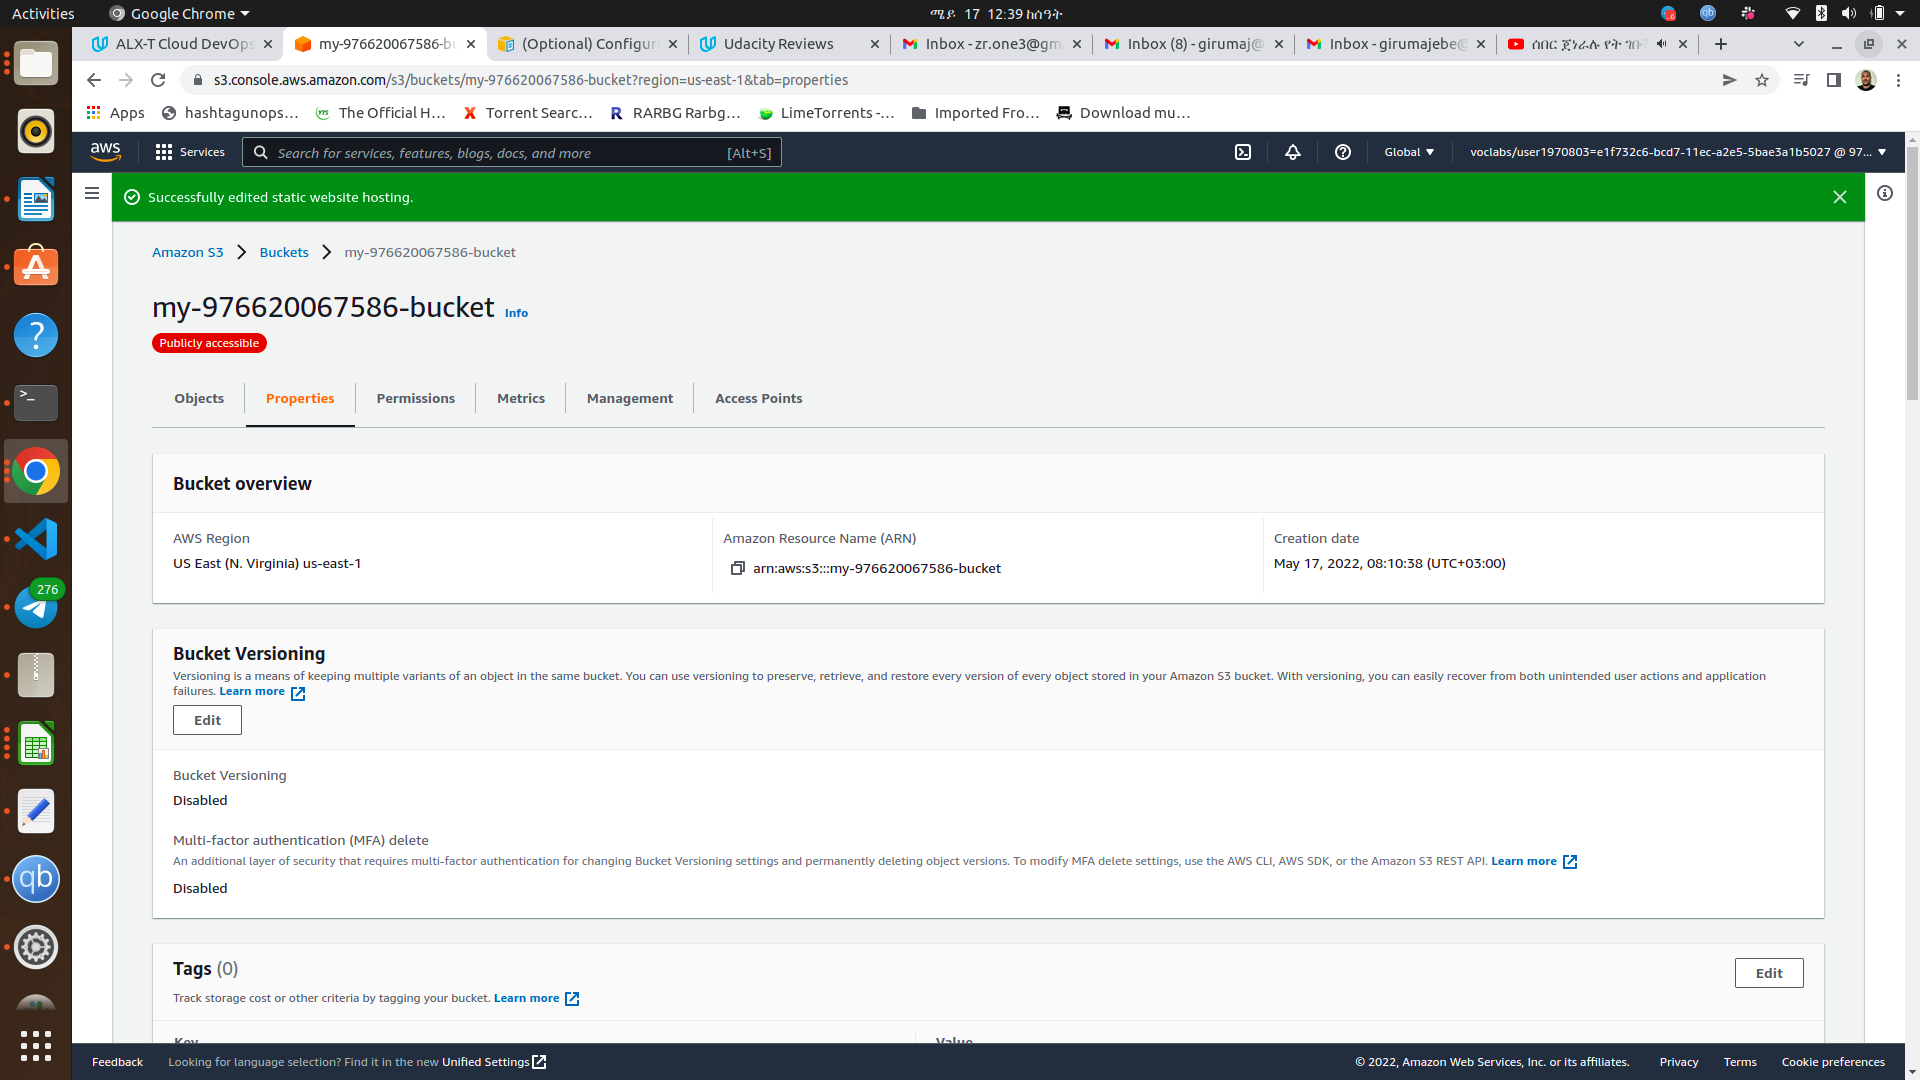 Activities
Google Chrome
ሜይ 17 12:39 ከሰዓት
ALX-T Cloud DevOps
my-976620067586-bu
(Optional) Configuri
Udacity Reviews
Inbox - zr.one3@gm
Inbox (8) - girumaj@
Inbox - girumajebe@
ሰበር ጀነራሉ የት ገቡ?
s3.console.aws.amazon.com/s3/buckets/my-976620067586-bucket?region=us-east-1&tab=properties
Apps
hashtagunops...
The Official H...
Torrent Searc...
RARBG Rarbg...
LimeTorrents -...
Imported Fro...
Download mu...
aws
Services
Search for services, features, blogs, docs, and more
[Alt+S]
Global
voclabs/user1970803=e1f732c6-bcd7-11ec-a2e5-5bae3a1b5027 @ 97...
Successfully edited static website hosting.
Amazon S3
Buckets
my-976620067586-bucket
my-976620067586-bucket
Info
Publicly accessible
Objects
Properties
Permissions
Metrics
Management
Access Points
Bucket overview
AWS Region
US East (N. Virginia) us-east-1
Amazon Resource Name (ARN)
arn:aws:s3:::my-976620067586-bucket
Creation date
May 17, 2022, 08:10:38 (UTC+03:00)
Bucket Versioning
Versioning is a means of keeping multiple variants of an object in the same bucket. You can use versioning to preserve, retrieve, and restore every version of every object stored in your Amazon S3 bucket. With versioning, you can easily recover from both unintended user actions and application
failures. Learn more
Edit
Bucket Versioning
Disabled
Multi-factor authentication (MFA) delete
An additional layer of security that requires multi-factor authentication for changing Bucket Versioning settings and permanently deleting object versions. To modify MFA delete settings, use the AWS CLI, AWS SDK, or the Amazon S3 REST API. Learn more
Disabled
276
Tags (0)
Edit
Track storage cost or other criteria by tagging your bucket. Learn more
Key
Value
Feedback
Looking for language selection? Find it in the new Unified Settings
© 2022, Amazon Web Services, Inc. or its affiliates.
Privacy
Terms
Cookie preferences